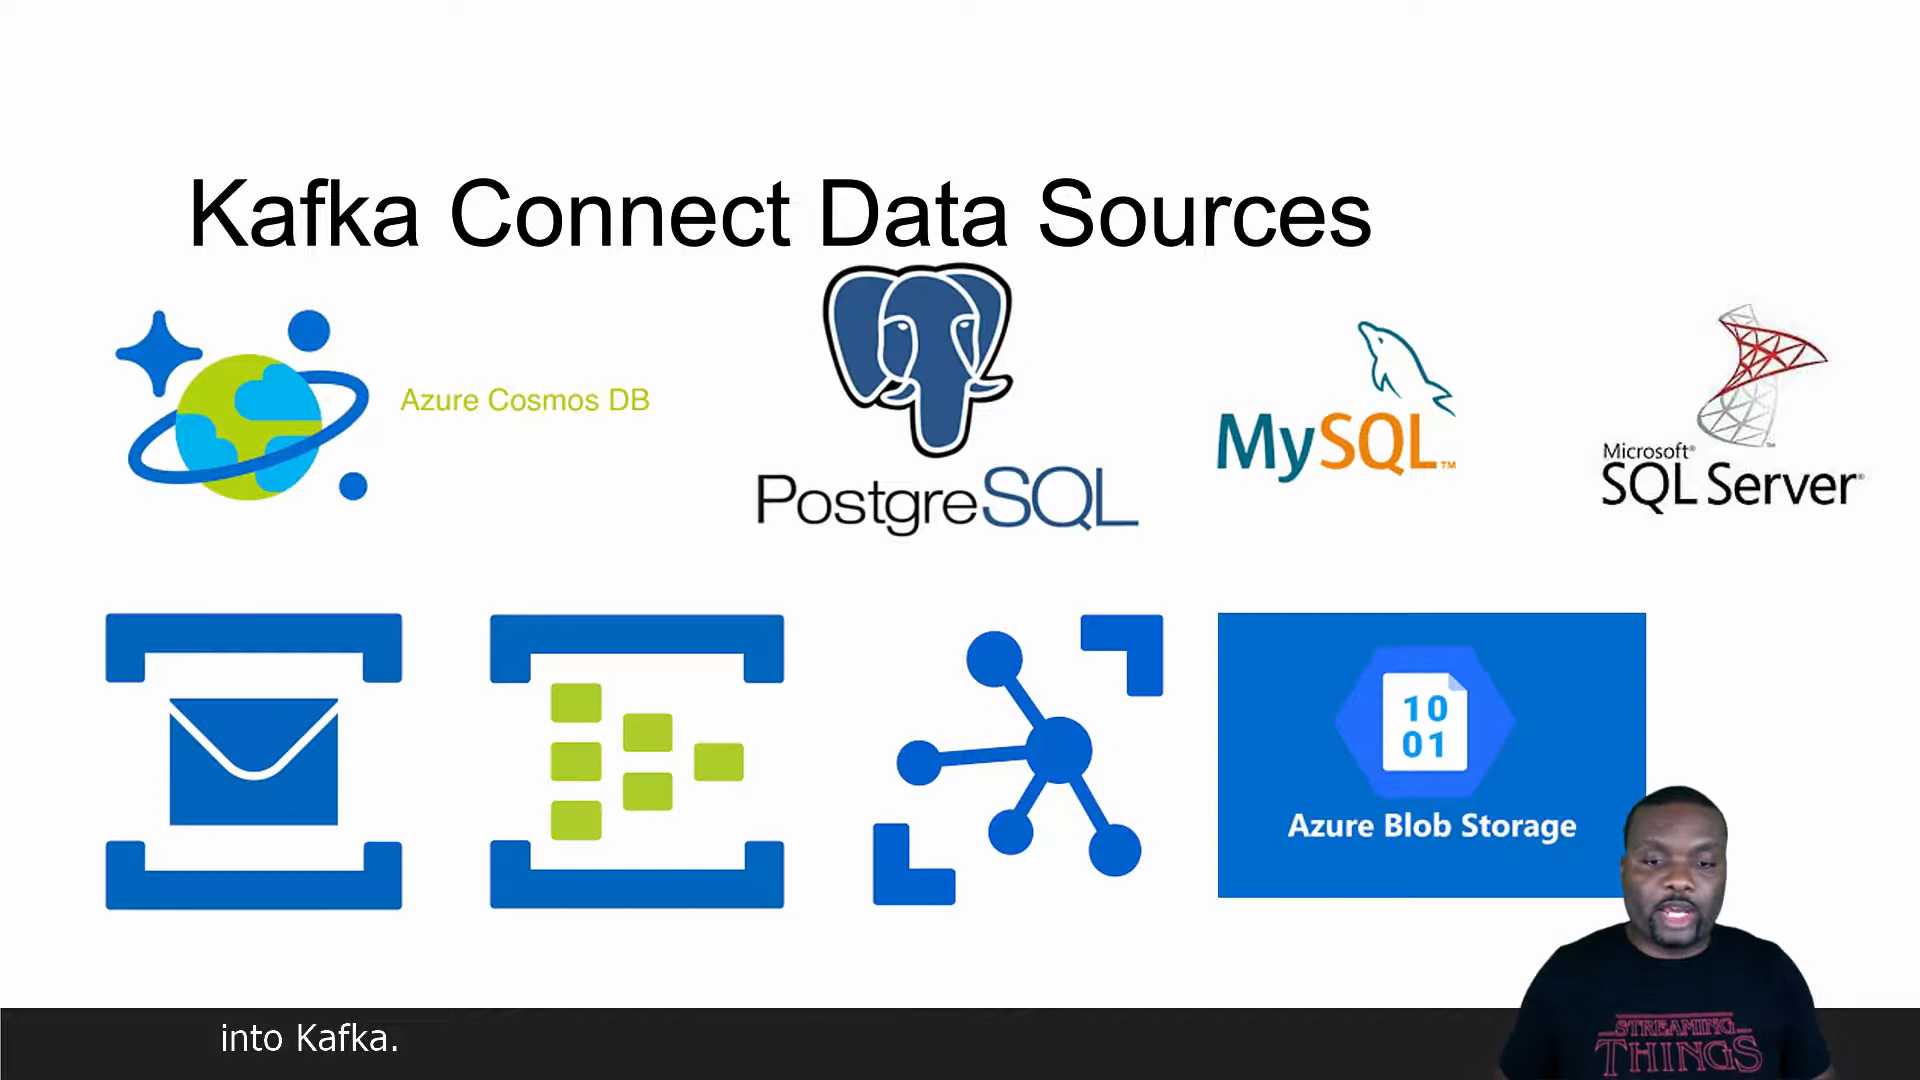 Kafka Connect Data Sources
Azure Cosmos DB
PostgreSQL
MySQL™
Microsoft®
SQL Server®
10
01
Azure Blob Storage
into Kafka.
STREAMING
THINGS